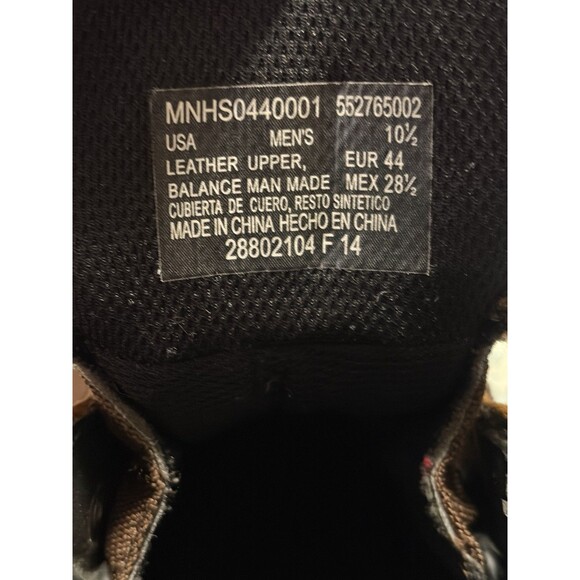 MNHS0440001 552765002
USA MEN'S 10½
LEATHER UPPER, EUR 44
BALANCE MAN MADE MEX 28½
CUBIERTA DE CUERO, RESTO SINTETICO
MADE IN CHINA HECHO EN CHINA
28802104 F 14